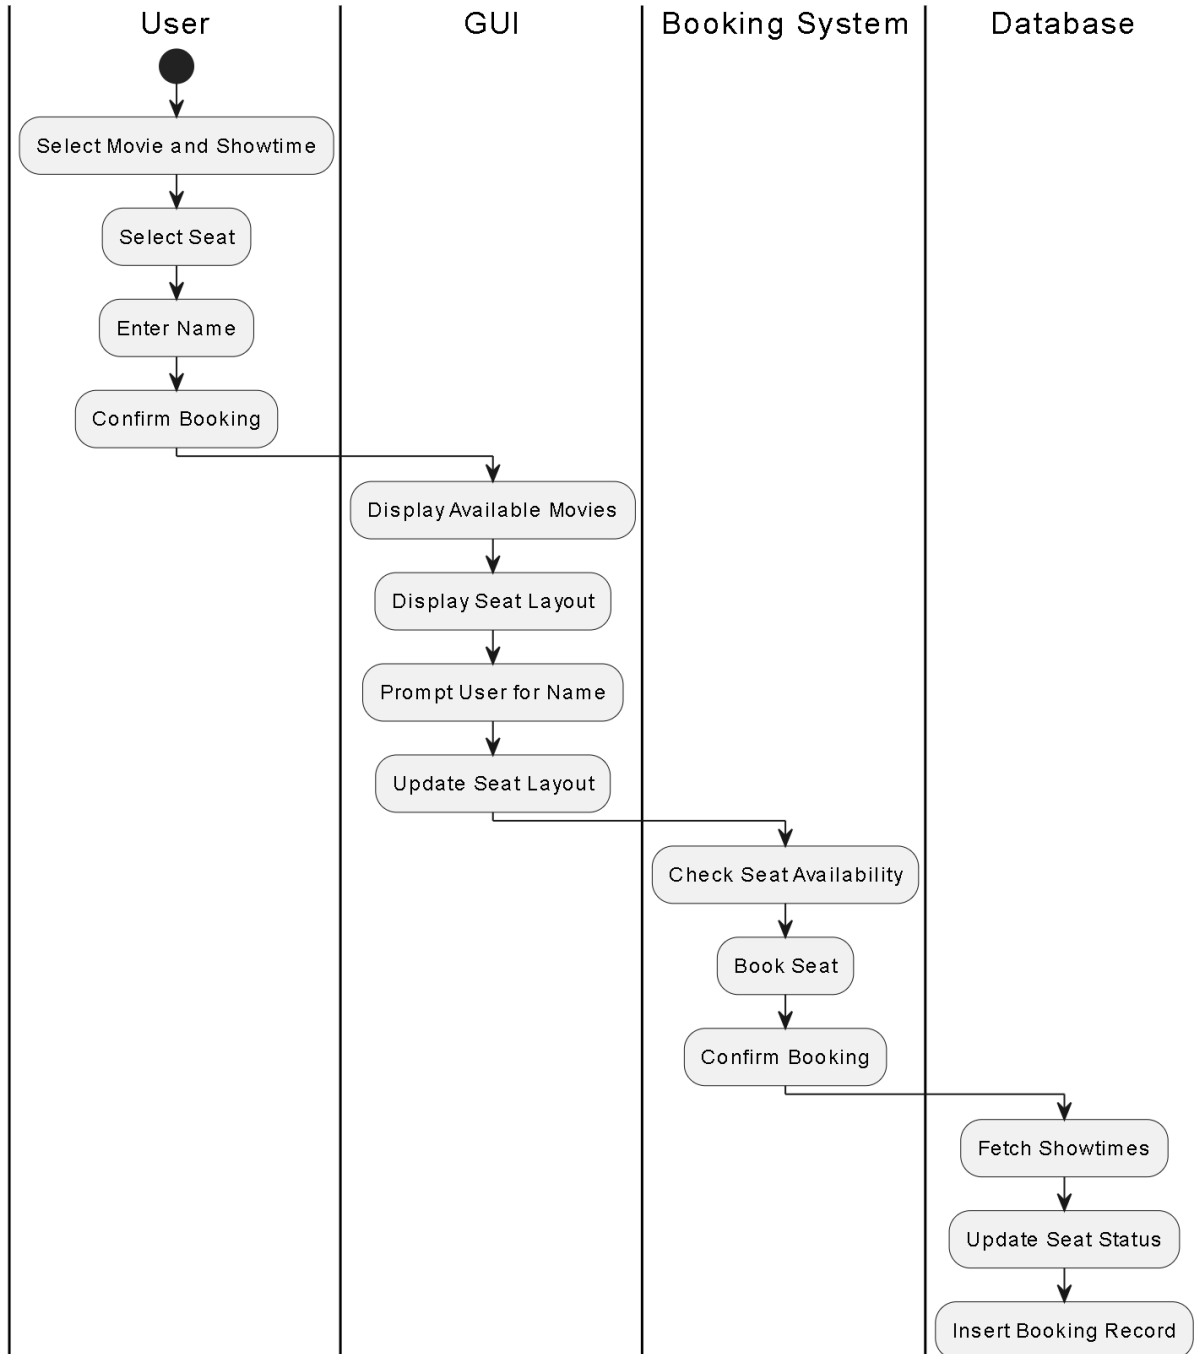 User
GUI
Booking System
Database
Select Movie and Showtime
Select Seat
Enter Name
Confirm Booking
Display Available Movies
Display Seat Layout
Prompt User for Name
Update Seat Layout
Check Seat Availability
Book Seat
Confirm Booking
Fetch Showtimes
Update Seat Status
Insert Booking Record